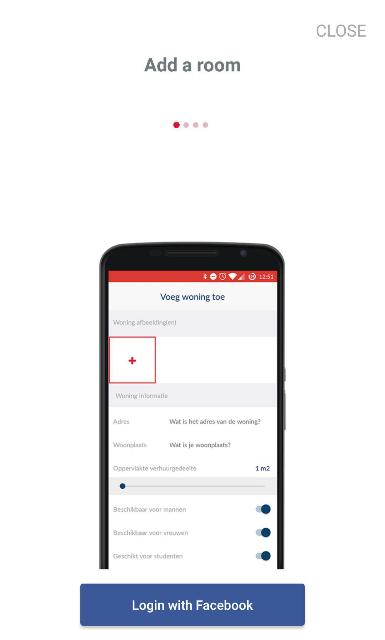 CLOSE
Add a room
12:51
Voeg woning toe
Woning afbeelding(en)
+
Woning informatie
Adres Wat is het adres van de woning?
Woonplaats Wat is je woonplaats?
Oppervlakte verhuurgedeelte 1 m2
Beschikbaar voor mannen
Beschikbaar voor vrouwen
Geschikt voor studenten
Login with Facebook